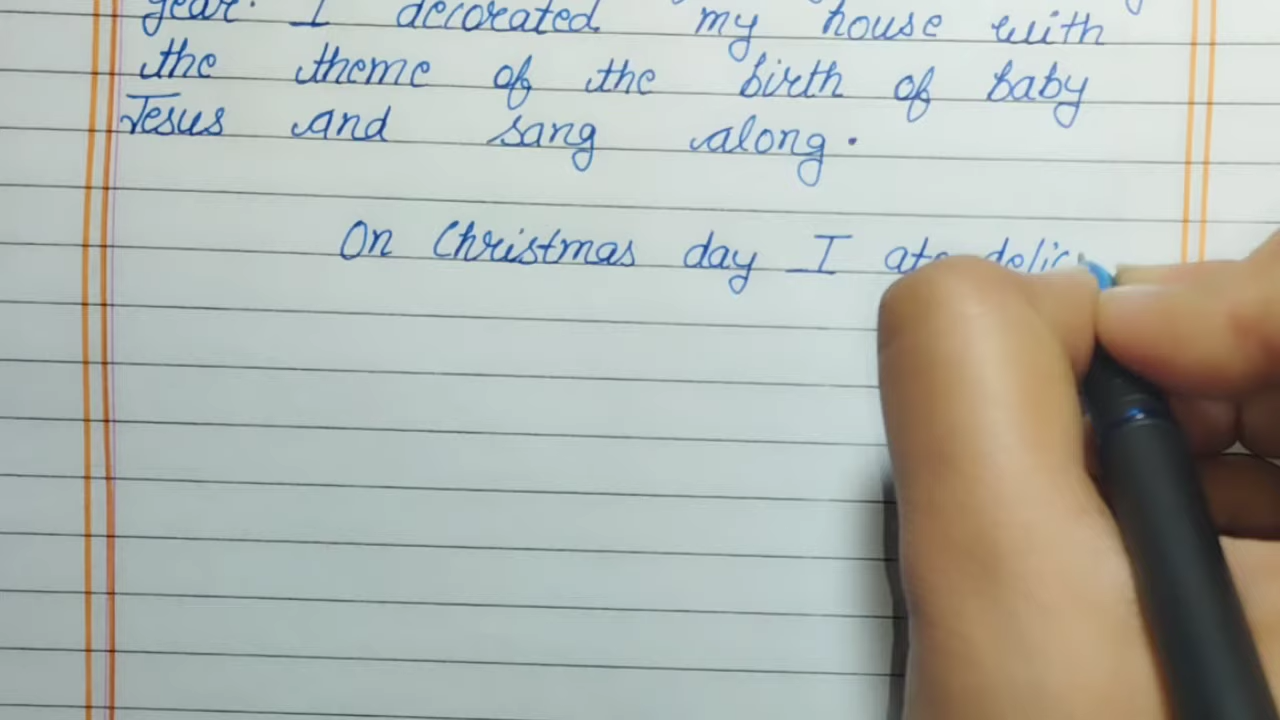 year. I decorated my house with
the theme of the birth of baby
Jesus and sang along.
On Christmas day I ate